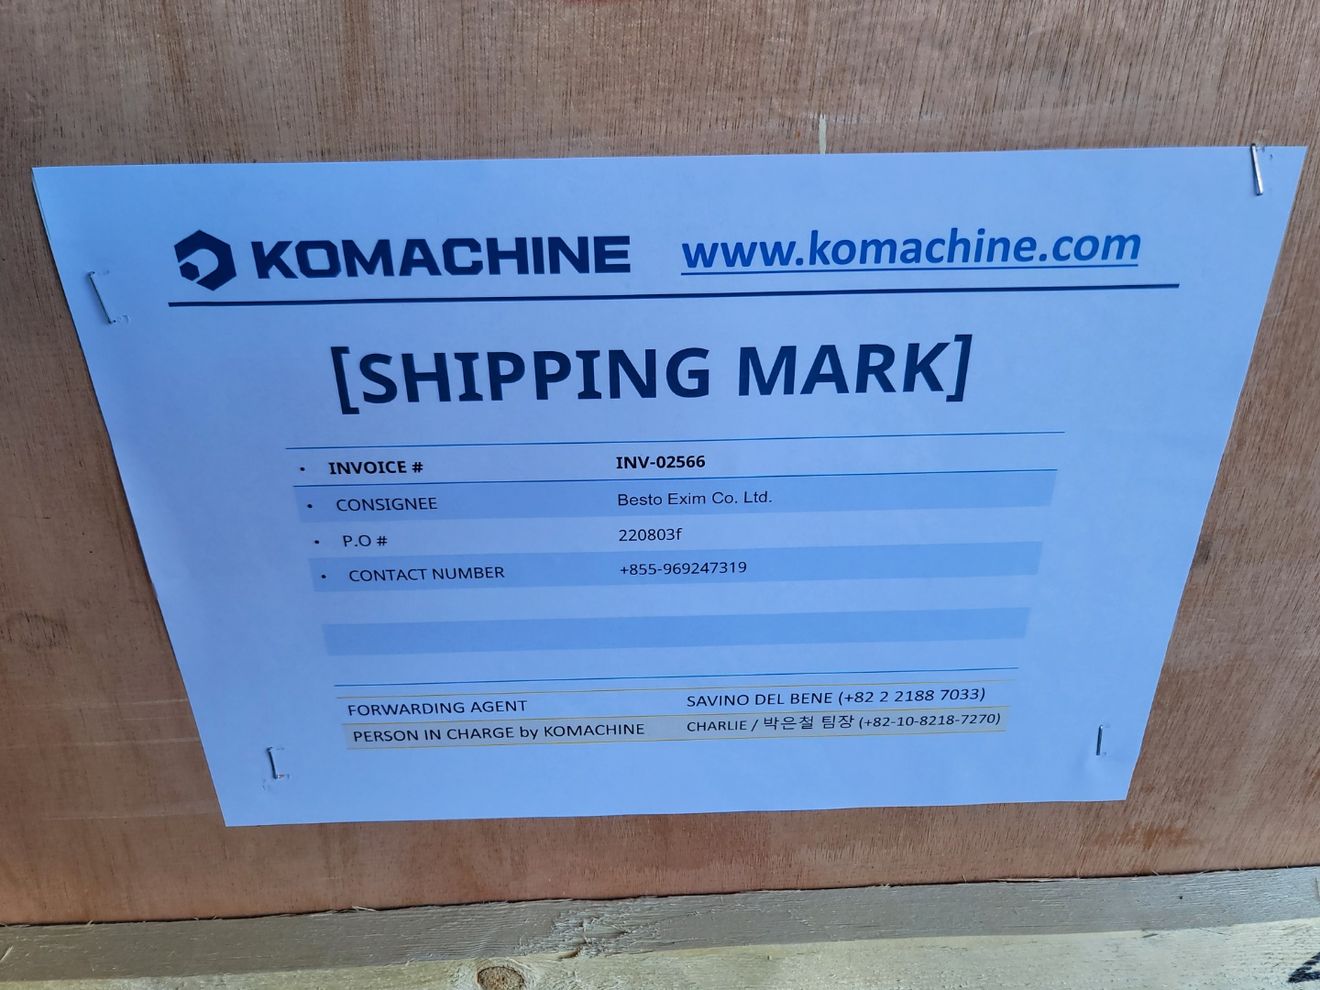 KOMACHINE www.komachine.com
[SHIPPING MARK]
• INVOICE # INV-02566
• CONSIGNEE Besto Exim Co. Ltd.
• P.O # 220803f
• CONTACT NUMBER +855-969247319
FORWARDING AGENT SAVINO DEL BENE (+82 2 2188 7033)
PERSON IN CHARGE by KOMACHINE CHARLIE / 박은철 팀장 (+82-10-8218-7270)